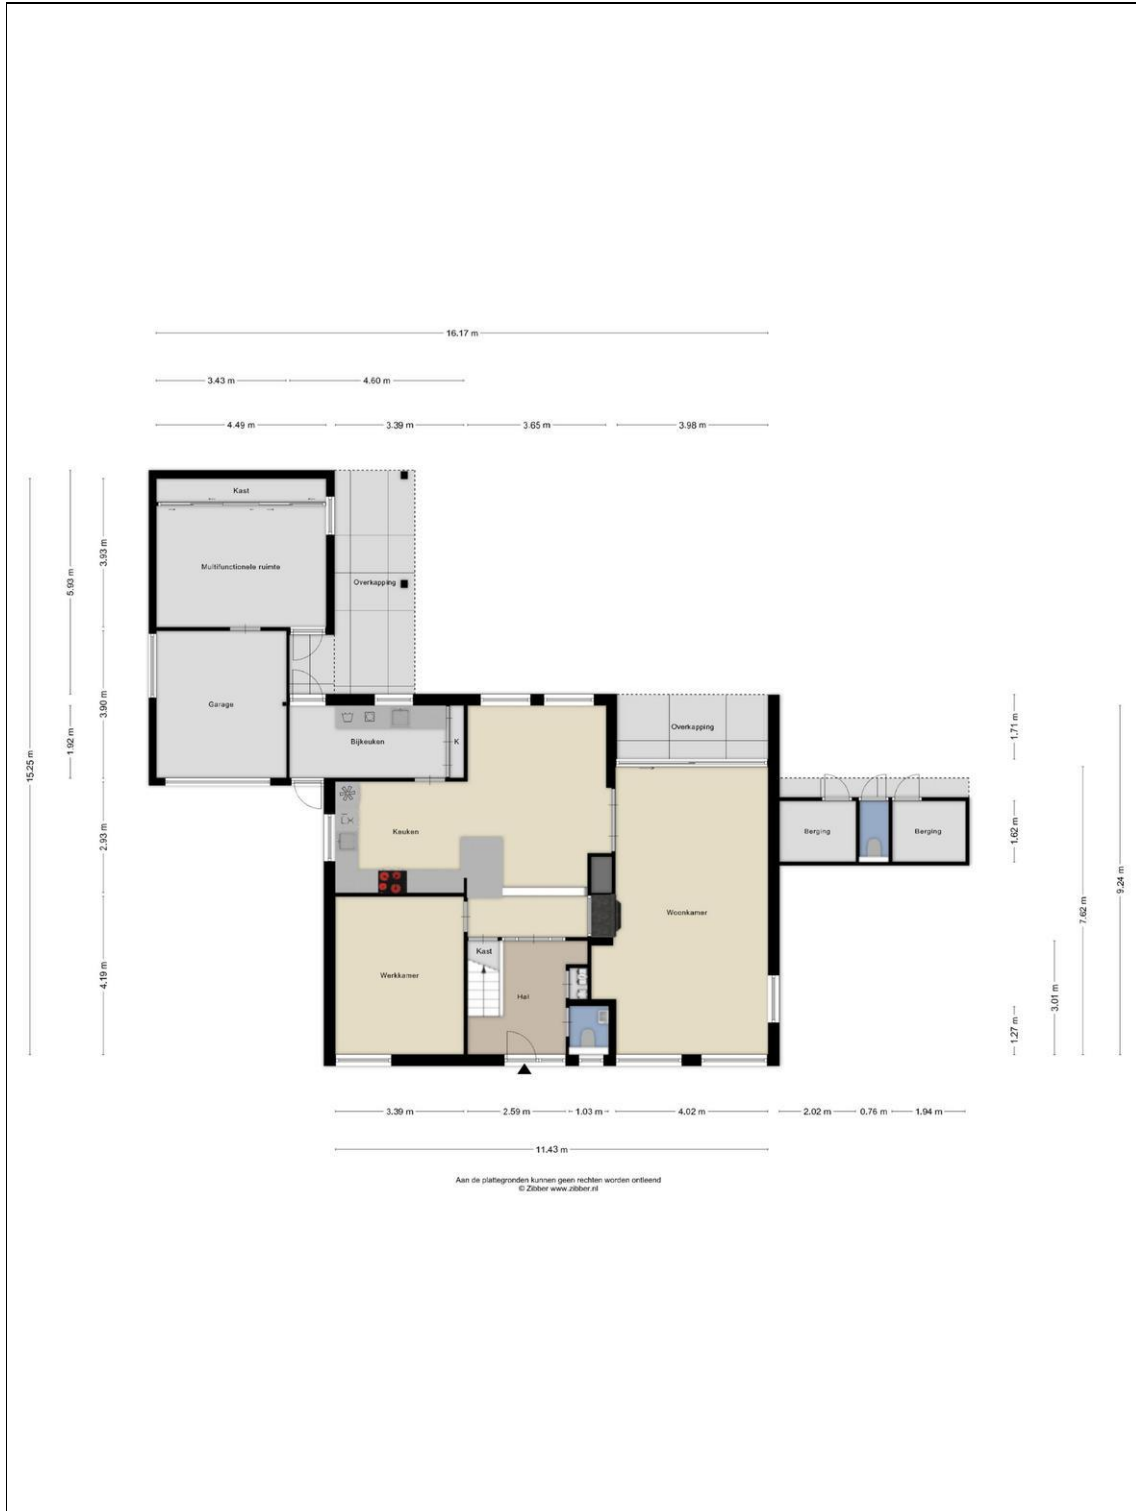 16.17 m
3.43 m
4.60 m
4.49 m
3.39 m
3.65 m
3.98 m
Kast
Multifunctionele ruimte
Overkapping
3.93 m
5.93 m
Garage
3.90 m
1.92 m
15.25 m
Bijkeuken
K
Overkapping
1.71 m
Keuken
2.93 m
Berging
Berging
1.62 m
9.24 m
7.62 m
Woonkamer
Kast
Werkkamer
Hal
4.19 m
3.01 m
1.27 m
3.39 m
2.59 m
1.03 m
4.02 m
2.02 m
0.76 m
1.94 m
11.43 m
Aan de plattegronden kunnen geen rechten worden ontleend
© Zibber www.zibber.nl